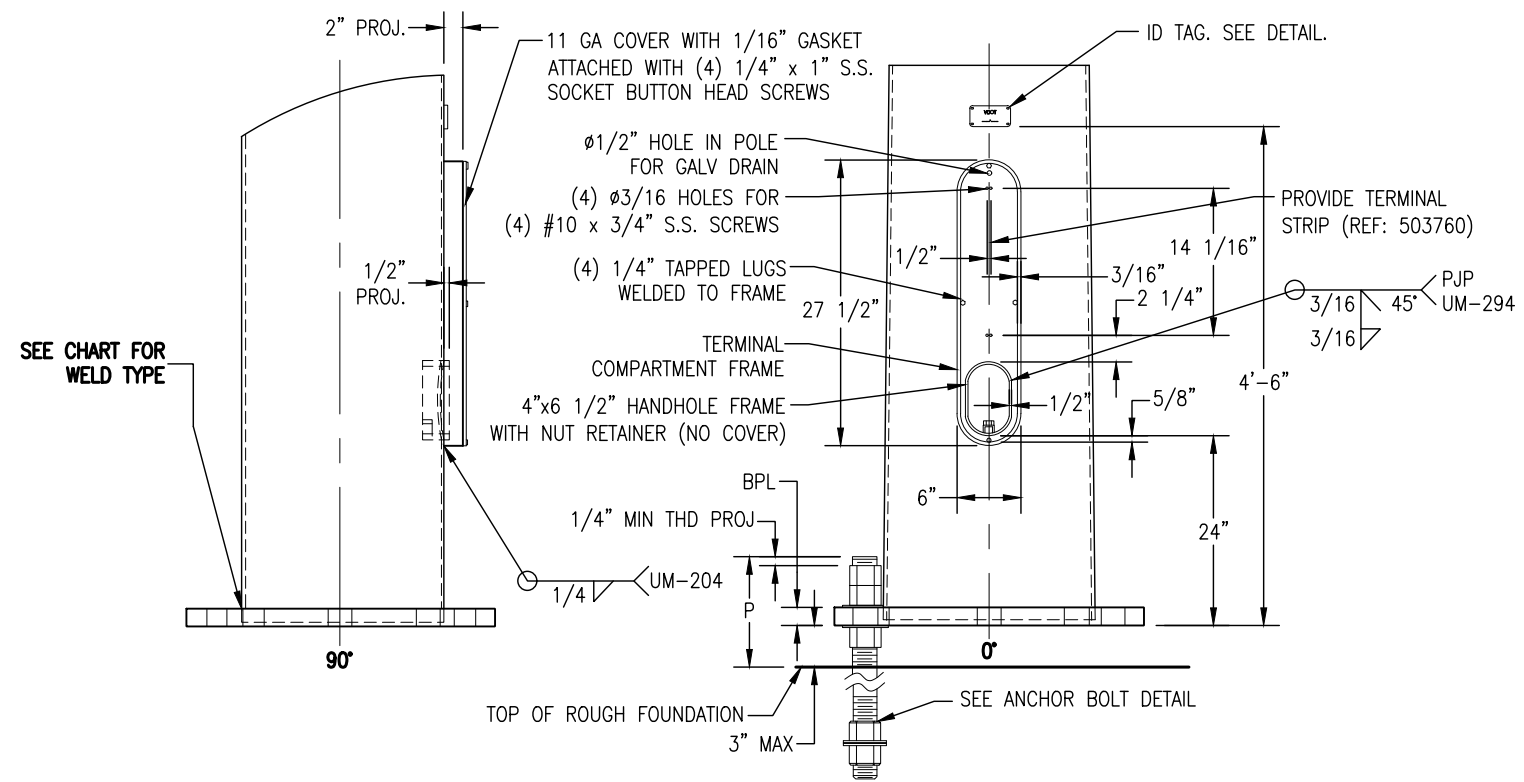 2" PROJ.
11 GA COVER WITH 1/16" GASKET
ATTACHED WITH (4) 1/4" x 1" S.S.
SOCKET BUTTON HEAD SCREWS
ID TAG. SEE DETAIL.
VDOT
ø1/2" HOLE IN POLE
FOR GALV DRAIN
(4) ø3/16 HOLES FOR
(4) #10 x 3/4" S.S. SCREWS
PROVIDE TERMINAL
STRIP (REF: 503760)
14 1/16"
1/2"
1/2"
PROJ.
(4) 1/4" TAPPED LUGS
WELDED TO FRAME
27 1/2"
3/16"
2 1/4"
3/16
45°
PJP
UM-294
3/16
SEE CHART FOR
WELD TYPE
TERMINAL
COMPARTMENT FRAME
4'-6"
4"x6 1/2" HANDHOLE FRAME
WITH NUT RETAINER (NO COVER)
1/2"
5/8"
BPL
6"
1/4" MIN THD PROJ
24"
1/4
UM-204
P
90°
0°
TOP OF ROUGH FOUNDATION
SEE ANCHOR BOLT DETAIL
3" MAX